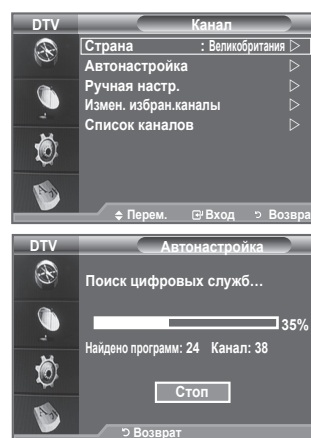 DTV Канал
Страна : Великобритания
Автонастройка
Ручная настр.
Измен. избран.каналы
Список каналов
Перем. Вход Возвра
DTV Автонастройка
Поиск цифровых служб...
35%
Найдено программ: 24 Канал: 38
Стоп
Возврат